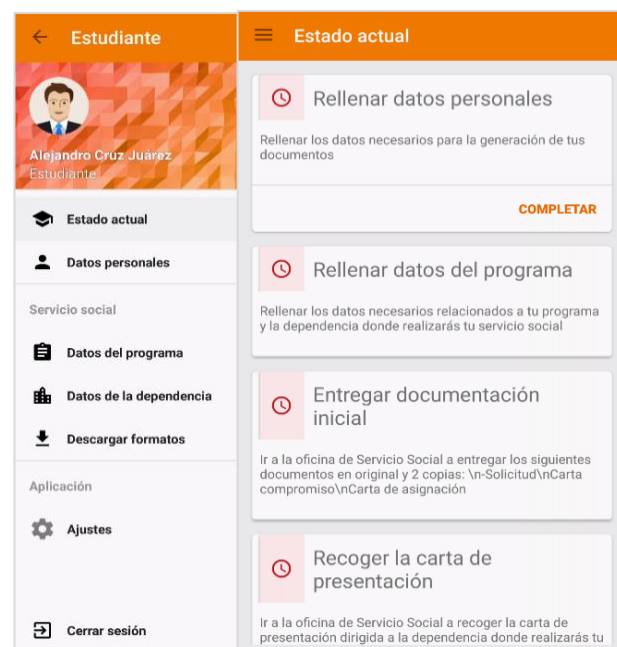 Estudiante
Alejandro Cruz Juárez
Estudiante
Estado actual
Datos personales
Servicio social
Datos del programa
Datos de la dependencia
Descargar formatos
Aplicación
Ajustes
Cerrar sesión
Estado actual
Rellenar datos personales
Rellenar los datos necesarios para la generación de tus
documentos
COMPLETAR
Rellenar datos del programa
Rellenar los datos necesarios relacionados a tu programa
y la dependencia donde realizarás tu servicio social
Entregar documentación
inicial
Ir a la oficina de Servicio Social a entregar los siguientes
documentos en original y 2 copias: \n-Solicitud\nCarta
compromiso\nCarta de asignación
Recoger la carta de
presentación
Ir a la oficina de Servicio Social a recoger la carta de
presentación dirigida a la dependencia donde realizarás tu